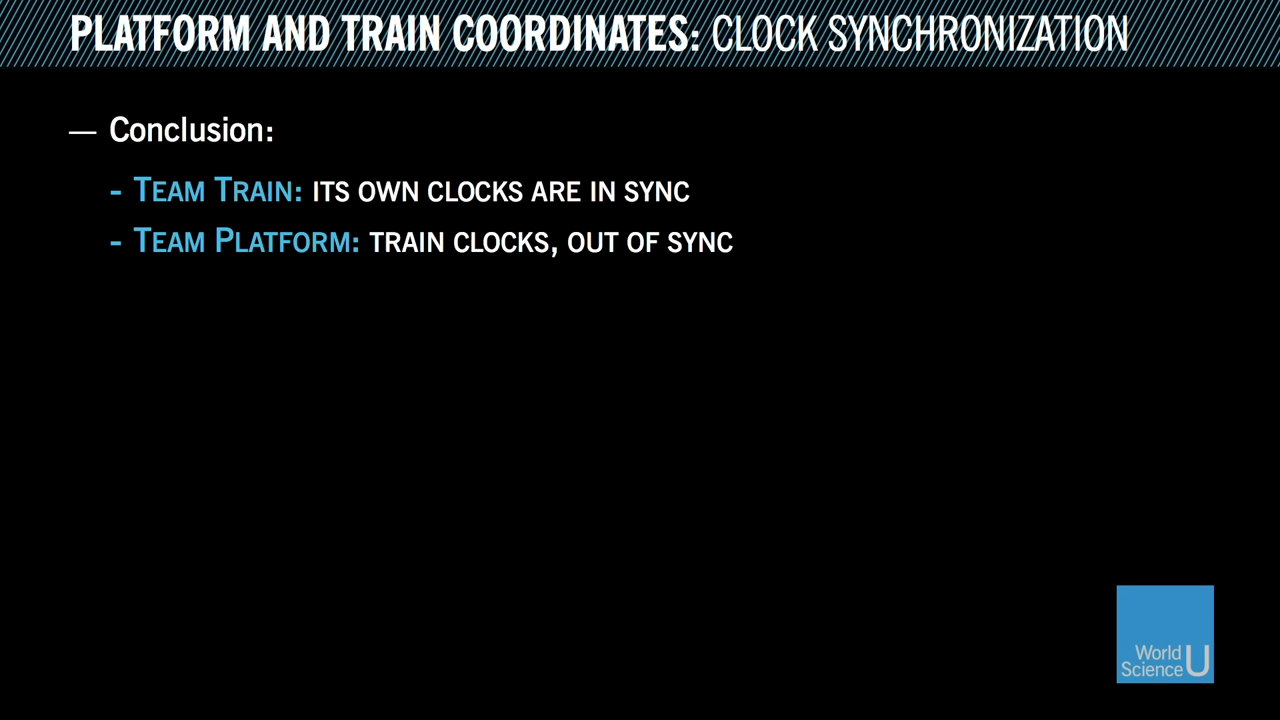 PLATFORM AND TRAIN COORDINATES: CLOCK SYNCHRONIZATION
— Conclusion:
- TEAM TRAIN: ITS OWN CLOCKS ARE IN SYNC
- TEAM PLATFORM: TRAIN CLOCKS, OUT OF SYNC
World
Science U